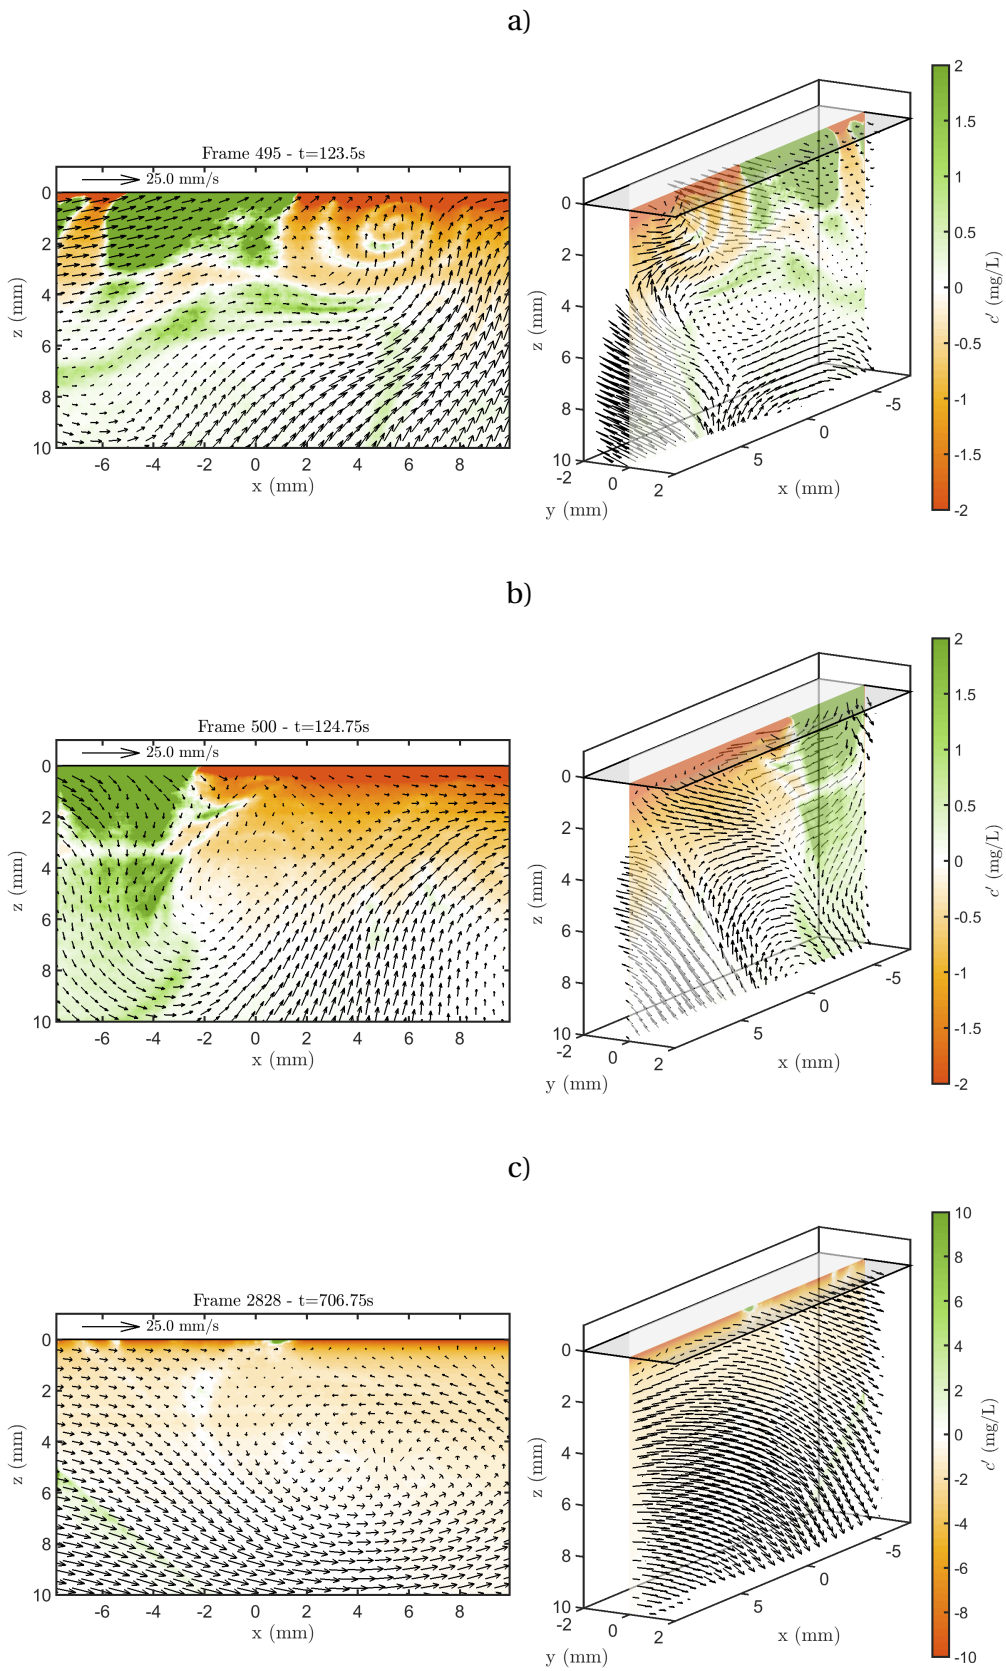 a)
Frame 495 - t=123.5s
25.0 mm/s
0
2
4
6
8
10
z (mm)
-6 -4 -2 0 2 4 6 8
x (mm)
0
2
4
6
8
10
z (mm)
-2 0 2
y (mm)
5 0 -5
x (mm)
2
1.5
1
0.5
0
-0.5
-1
-1.5
-2
c' (mg/L)
b)
Frame 500 - t=124.75s
25.0 mm/s
0
2
4
6
8
10
z (mm)
-6 -4 -2 0 2 4 6 8
x (mm)
0
2
4
6
8
10
z (mm)
-2 0 2
y (mm)
5 0 -5
x (mm)
2
1.5
1
0.5
0
-0.5
-1
-1.5
-2
c' (mg/L)
c)
Frame 2828 - t=706.75s
25.0 mm/s
0
2
4
6
8
10
z (mm)
-6 -4 -2 0 2 4 6 8
x (mm)
0
2
4
6
8
10
z (mm)
-2 0 2
y (mm)
5 0 -5
x (mm)
10
8
6
4
2
0
-2
-4
-6
-8
-10
c' (mg/L)